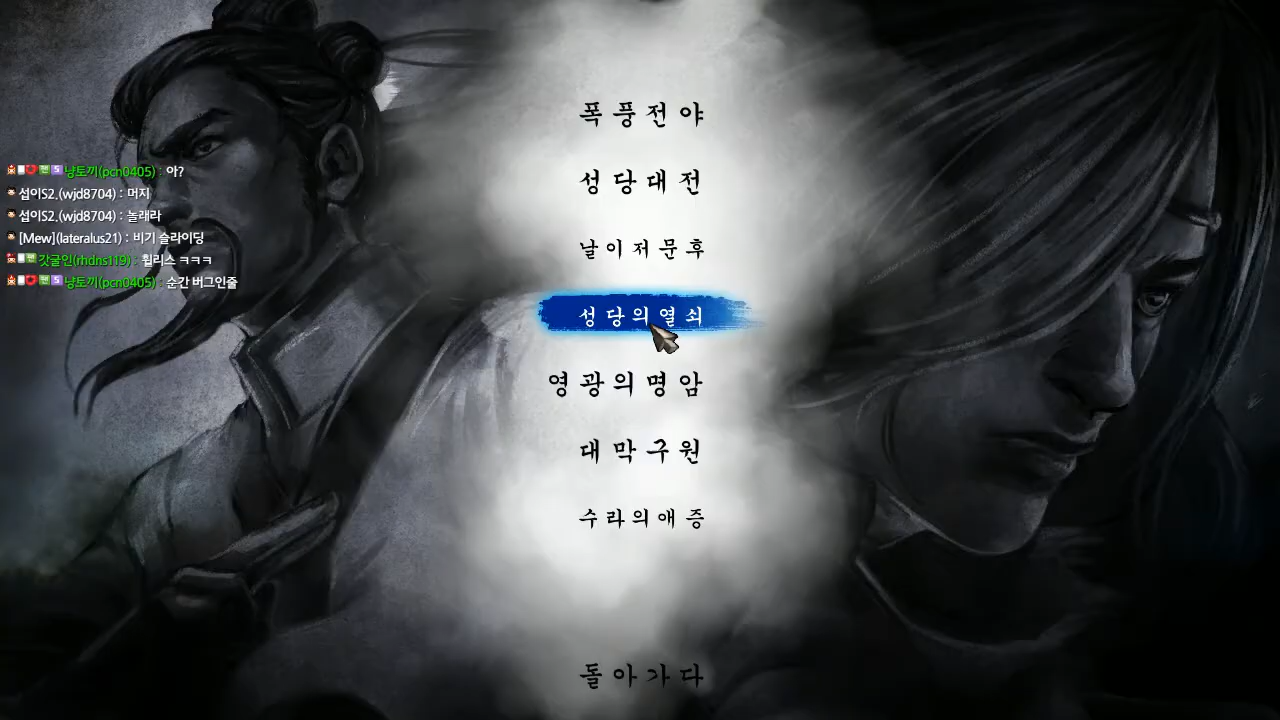 폭풍전야
성당대전
냥토끼(pcn0405) : 아?
섭이S2.(wjd8704) : 머지
섭이S2.(wjd8704) : 놀래라
[Mew](lateralus21) : 비기 슬라이딩
갓굴인(rhdns119) : 휠리스 ㅋㅋㅋ
냥토끼(pcn0405) : 순간 버그인줄
날이저문후
성당의열쇠
영광의명암
대막구원
수라의애증
돌아가다